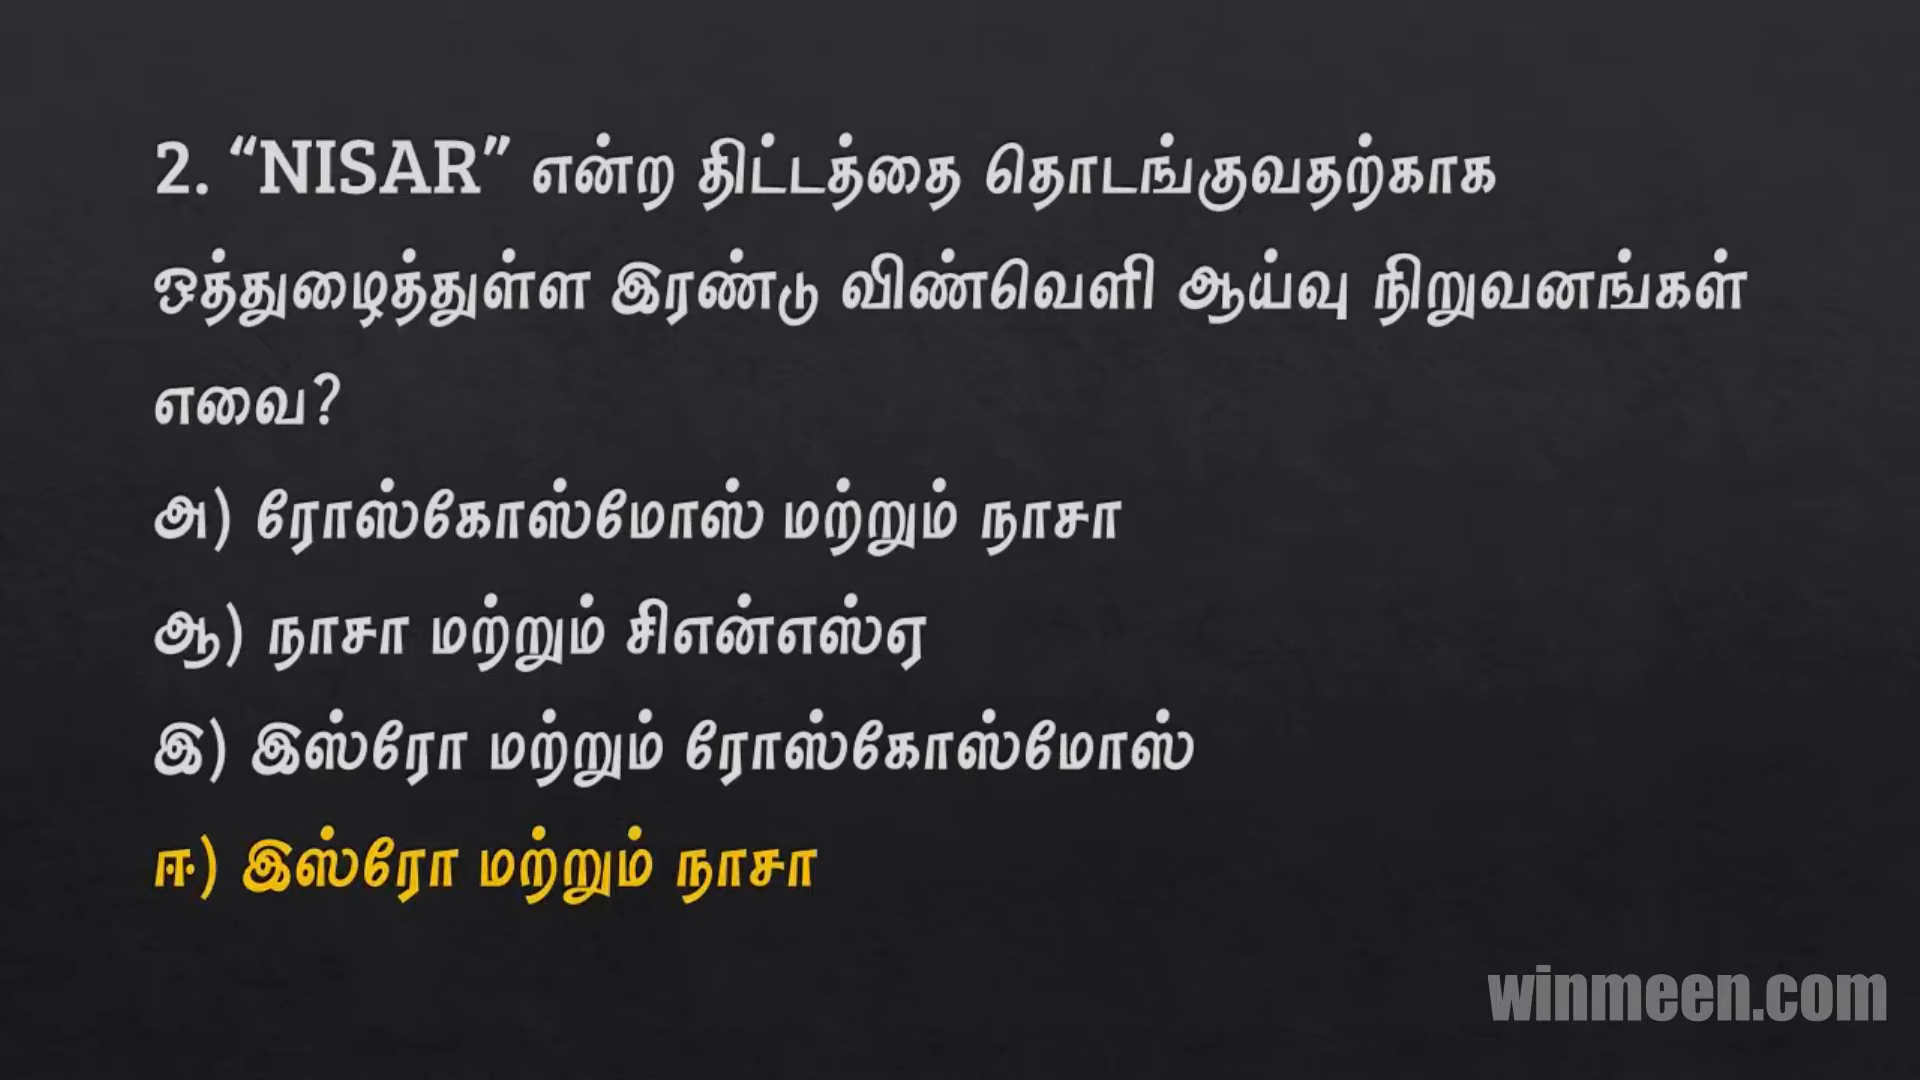 2. “NISAR” என்ற திட்டத்தை தொடங்குவதற்காக
ஒத்துழைத்துள்ள இரண்டு விண்வெளி ஆய்வு நிறுவனங்கள்
எவை?
அ) ரோஸ்கோஸ்மோஸ் மற்றும் நாசா
ஆ) நாசா மற்றும் சிஎன்எஸ்ஏ
இ) இஸ்ரோ மற்றும் ரோஸ்கோஸ்மோஸ்
ஈ) இஸ்ரோ மற்றும் நாசா
winmeen.com